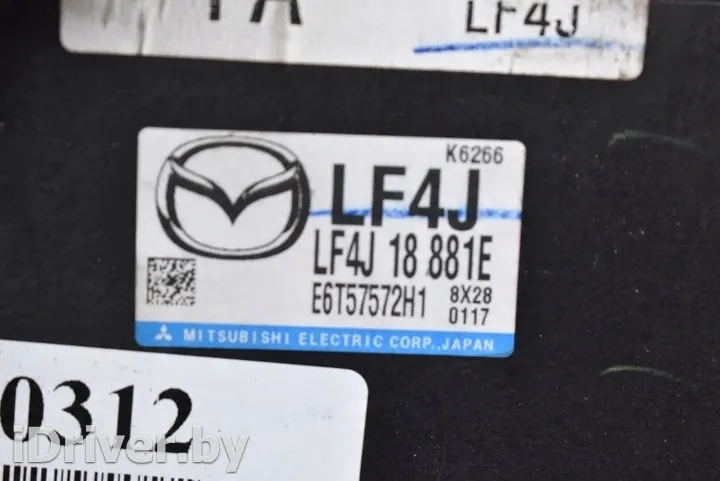 LF4J
K6266
LF4J
LF4J 18 881E
E6T57572H1 8X28
0117
MITSUBISHI ELECTRIC CORP., JAPAN
0312
iDriver.by